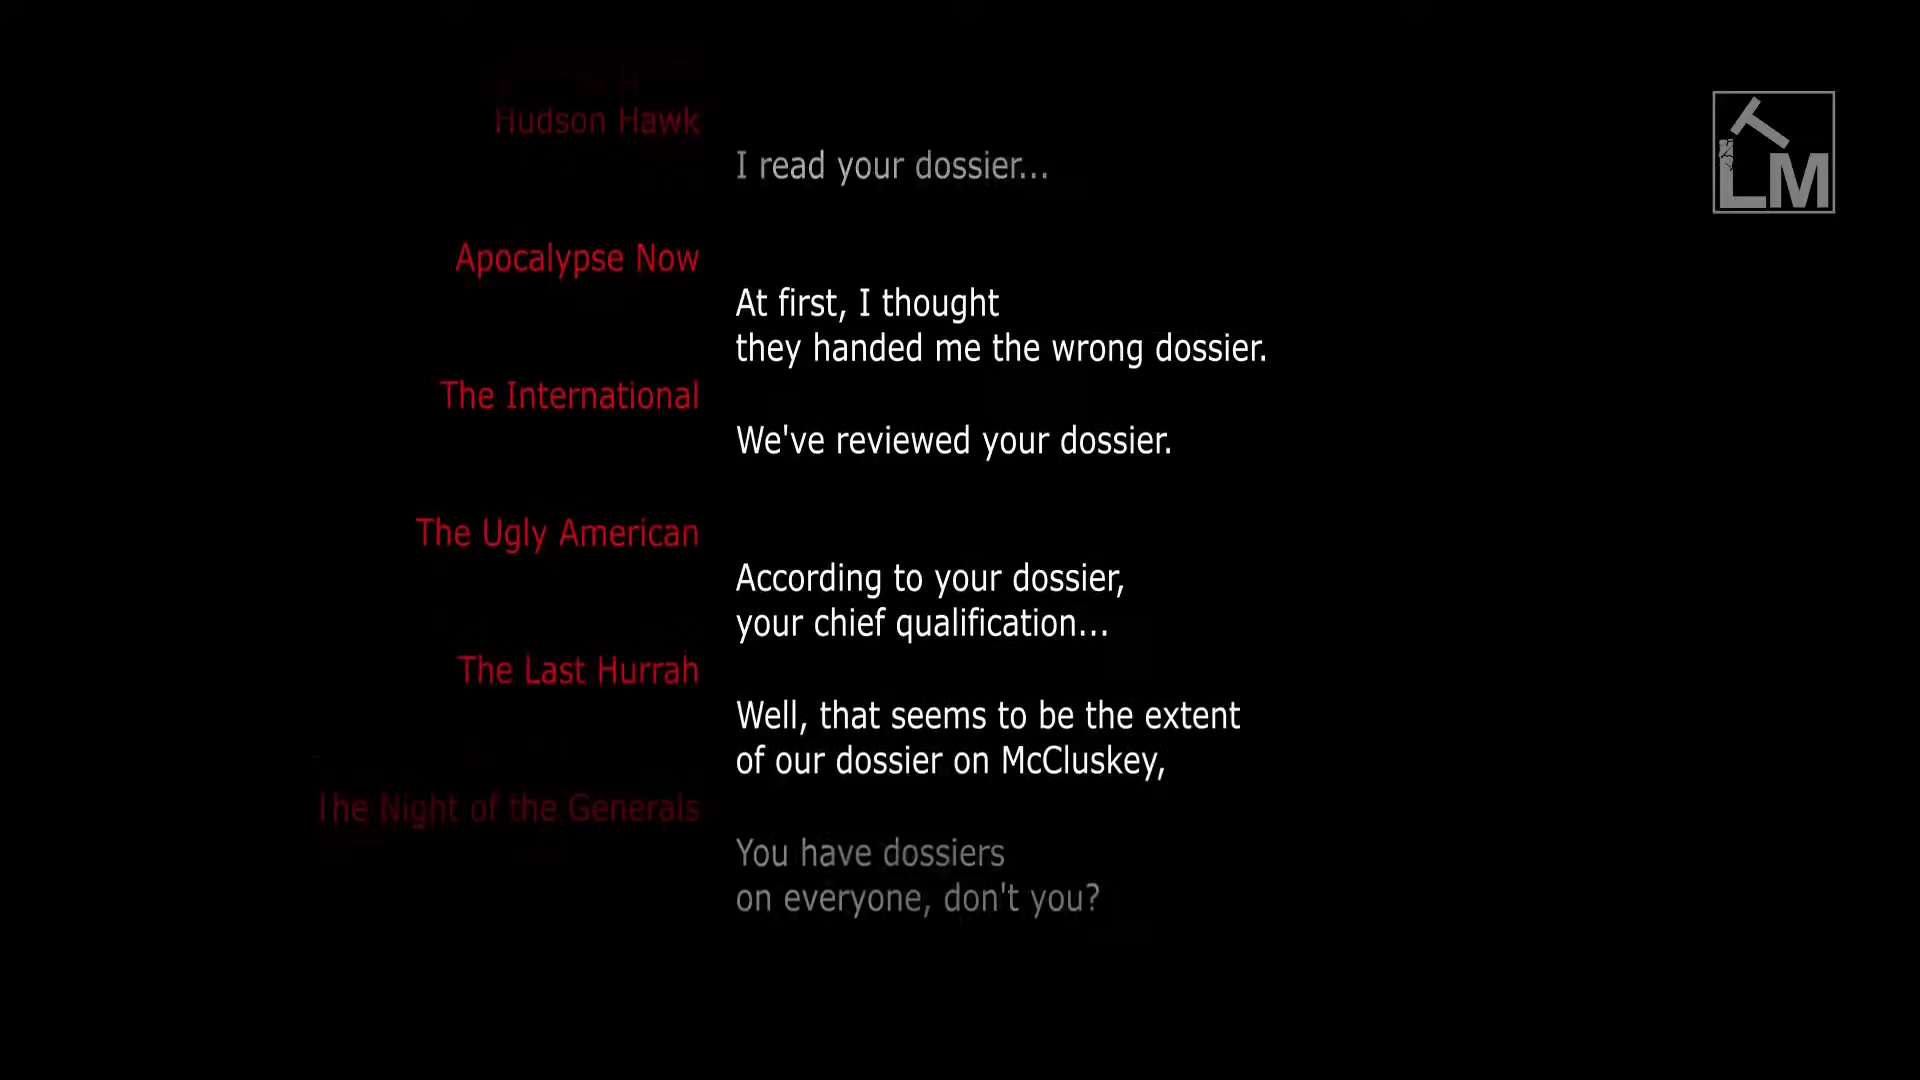 Hudson Hawk
I read your dossier...
Apocalypse Now
At first, I thought
they handed me the wrong dossier.
The International
We've reviewed your dossier.
The Ugly American
According to your dossier,
your chief qualification...
The Last Hurrah
Well, that seems to be the extent
of our dossier on McCluskey,
The Night of the Generals
You have dossiers
on everyone, don't you?
LM